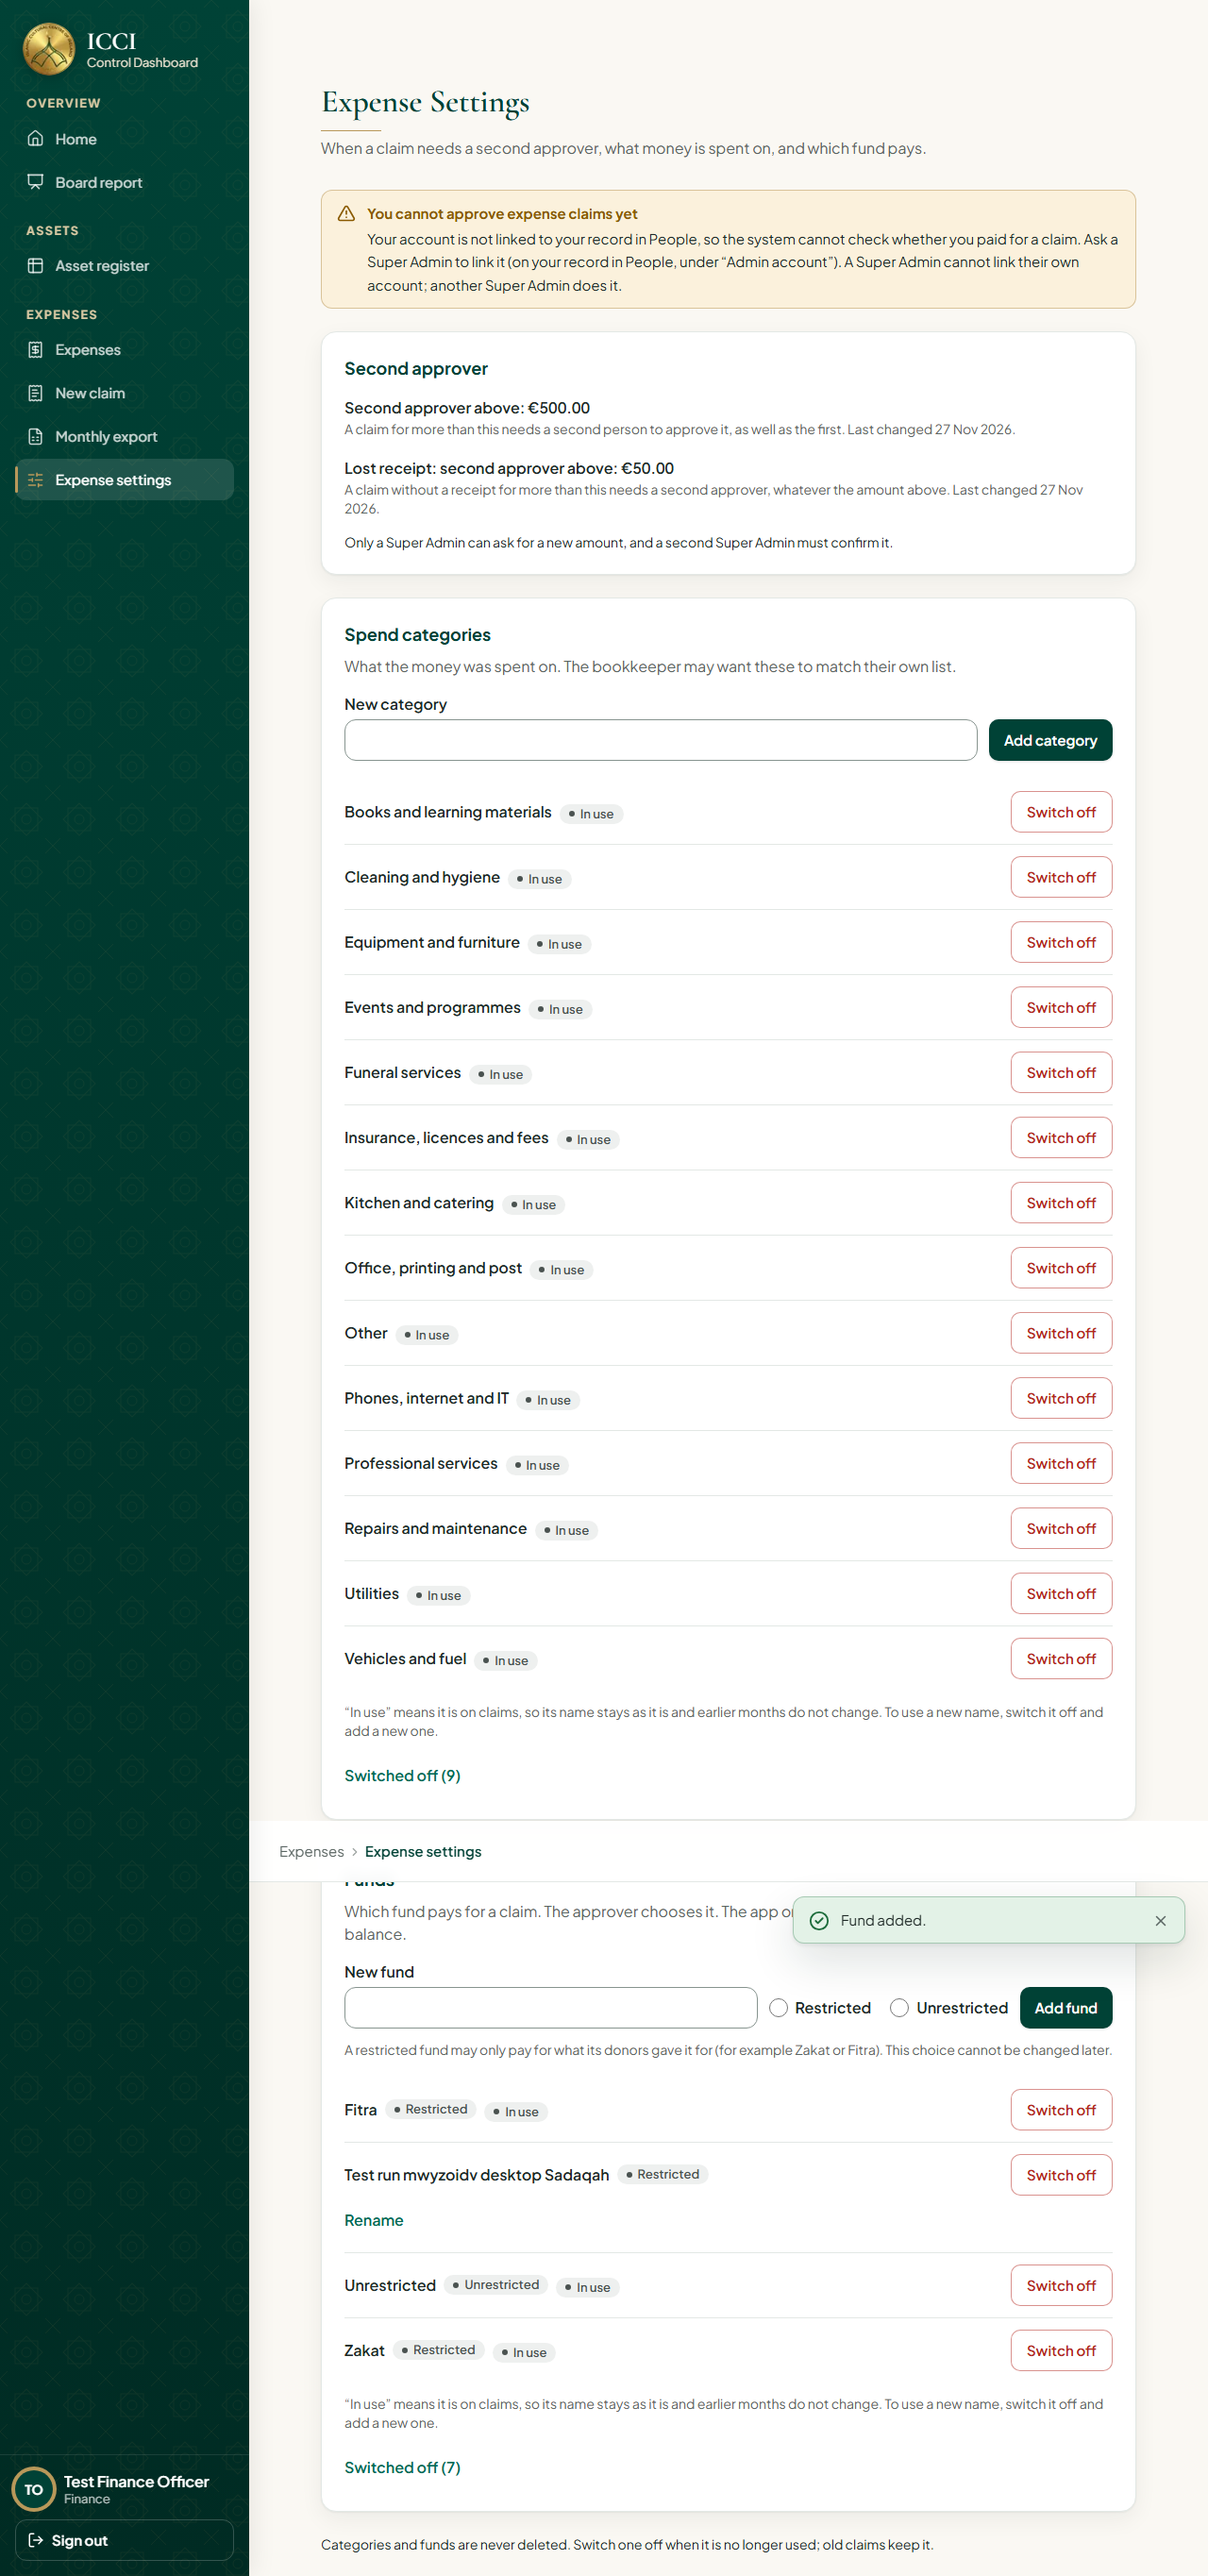 ICCI
Control Dashboard
OVERVIEW
Home
Board report
ASSETS
Asset register
EXPENSES
Expenses
New claim
Monthly export
Expense settings
Expense Settings
When a claim needs a second approver, what money is spent on, and which fund pays.
You cannot approve expense claims yet
Your account is not linked to your record in People, so the system cannot check whether you paid for a claim. Ask a
Super Admin to link it (on your record in People, under “Admin account”). A Super Admin cannot link their own
account; another Super Admin does it.
Second approver
Second approver above: €500.00
A claim for more than this needs a second person to approve it, as well as the first. Last changed 27 Nov 2026.
Lost receipt: second approver above: €50.00
A claim without a receipt for more than this needs a second approver, whatever the amount above. Last changed 27 Nov
2026.
Only a Super Admin can ask for a new amount, and a second Super Admin must confirm it.
Spend categories
What the money was spent on. The bookkeeper may want these to match their own list.
New category
Add category
Books and learning materials In use Switch off
Cleaning and hygiene In use Switch off
Equipment and furniture In use Switch off
Events and programmes In use Switch off
Funeral services In use Switch off
Insurance, licences and fees In use Switch off
Kitchen and catering In use Switch off
Office, printing and post In use Switch off
Other In use Switch off
Phones, internet and IT In use Switch off
Professional services In use Switch off
Repairs and maintenance In use Switch off
Utilities In use Switch off
Vehicles and fuel In use Switch off
“In use” means it is on claims, so its name stays as it is and earlier months do not change. To use a new name, switch it off and
add a new one.
Switched off (9)
Expenses › Expense settings
Funds
Which fund pays for a claim. The approver chooses it. The app
balance.
Fund added.
New fund
Restricted Unrestricted Add fund
A restricted fund may only pay for what its donors gave it for (for example Zakat or Fitra). This choice cannot be changed later.
Fitra Restricted In use Switch off
Test run mwyzoidv desktop Sadaqah Restricted Switch off
Rename
Unrestricted Unrestricted In use Switch off
Zakat Restricted In use Switch off
“In use” means it is on claims, so its name stays as it is and earlier months do not change. To use a new name, switch it off and
add a new one.
Switched off (7)
Categories and funds are never deleted. Switch one off when it is no longer used; old claims keep it.
TO
Test Finance Officer
Finance
Sign out